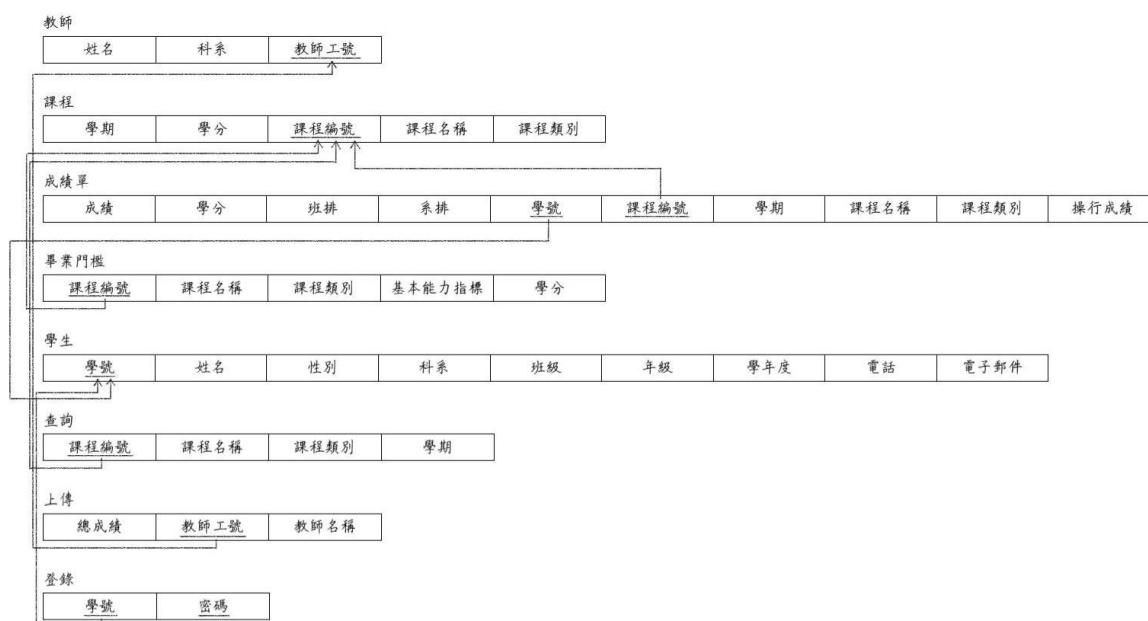 教師
姓名 科系 教師工號
課程
學期 學分 課程編號 課程名稱 課程類別
成績單
成績 學分 班排 系排 學號 課程編號 學期 課程名稱 課程類別 操行成績
畢業門檻
課程編號 課程名稱 課程類別 基本能力指標 學分
學生
學號 姓名 性別 科系 班級 年級 學年度 電話 電子郵件
查詢
課程編號 課程名稱 課程類別 學期
上傳
總成績 教師工號 教師名稱
登錄
學號 密碼